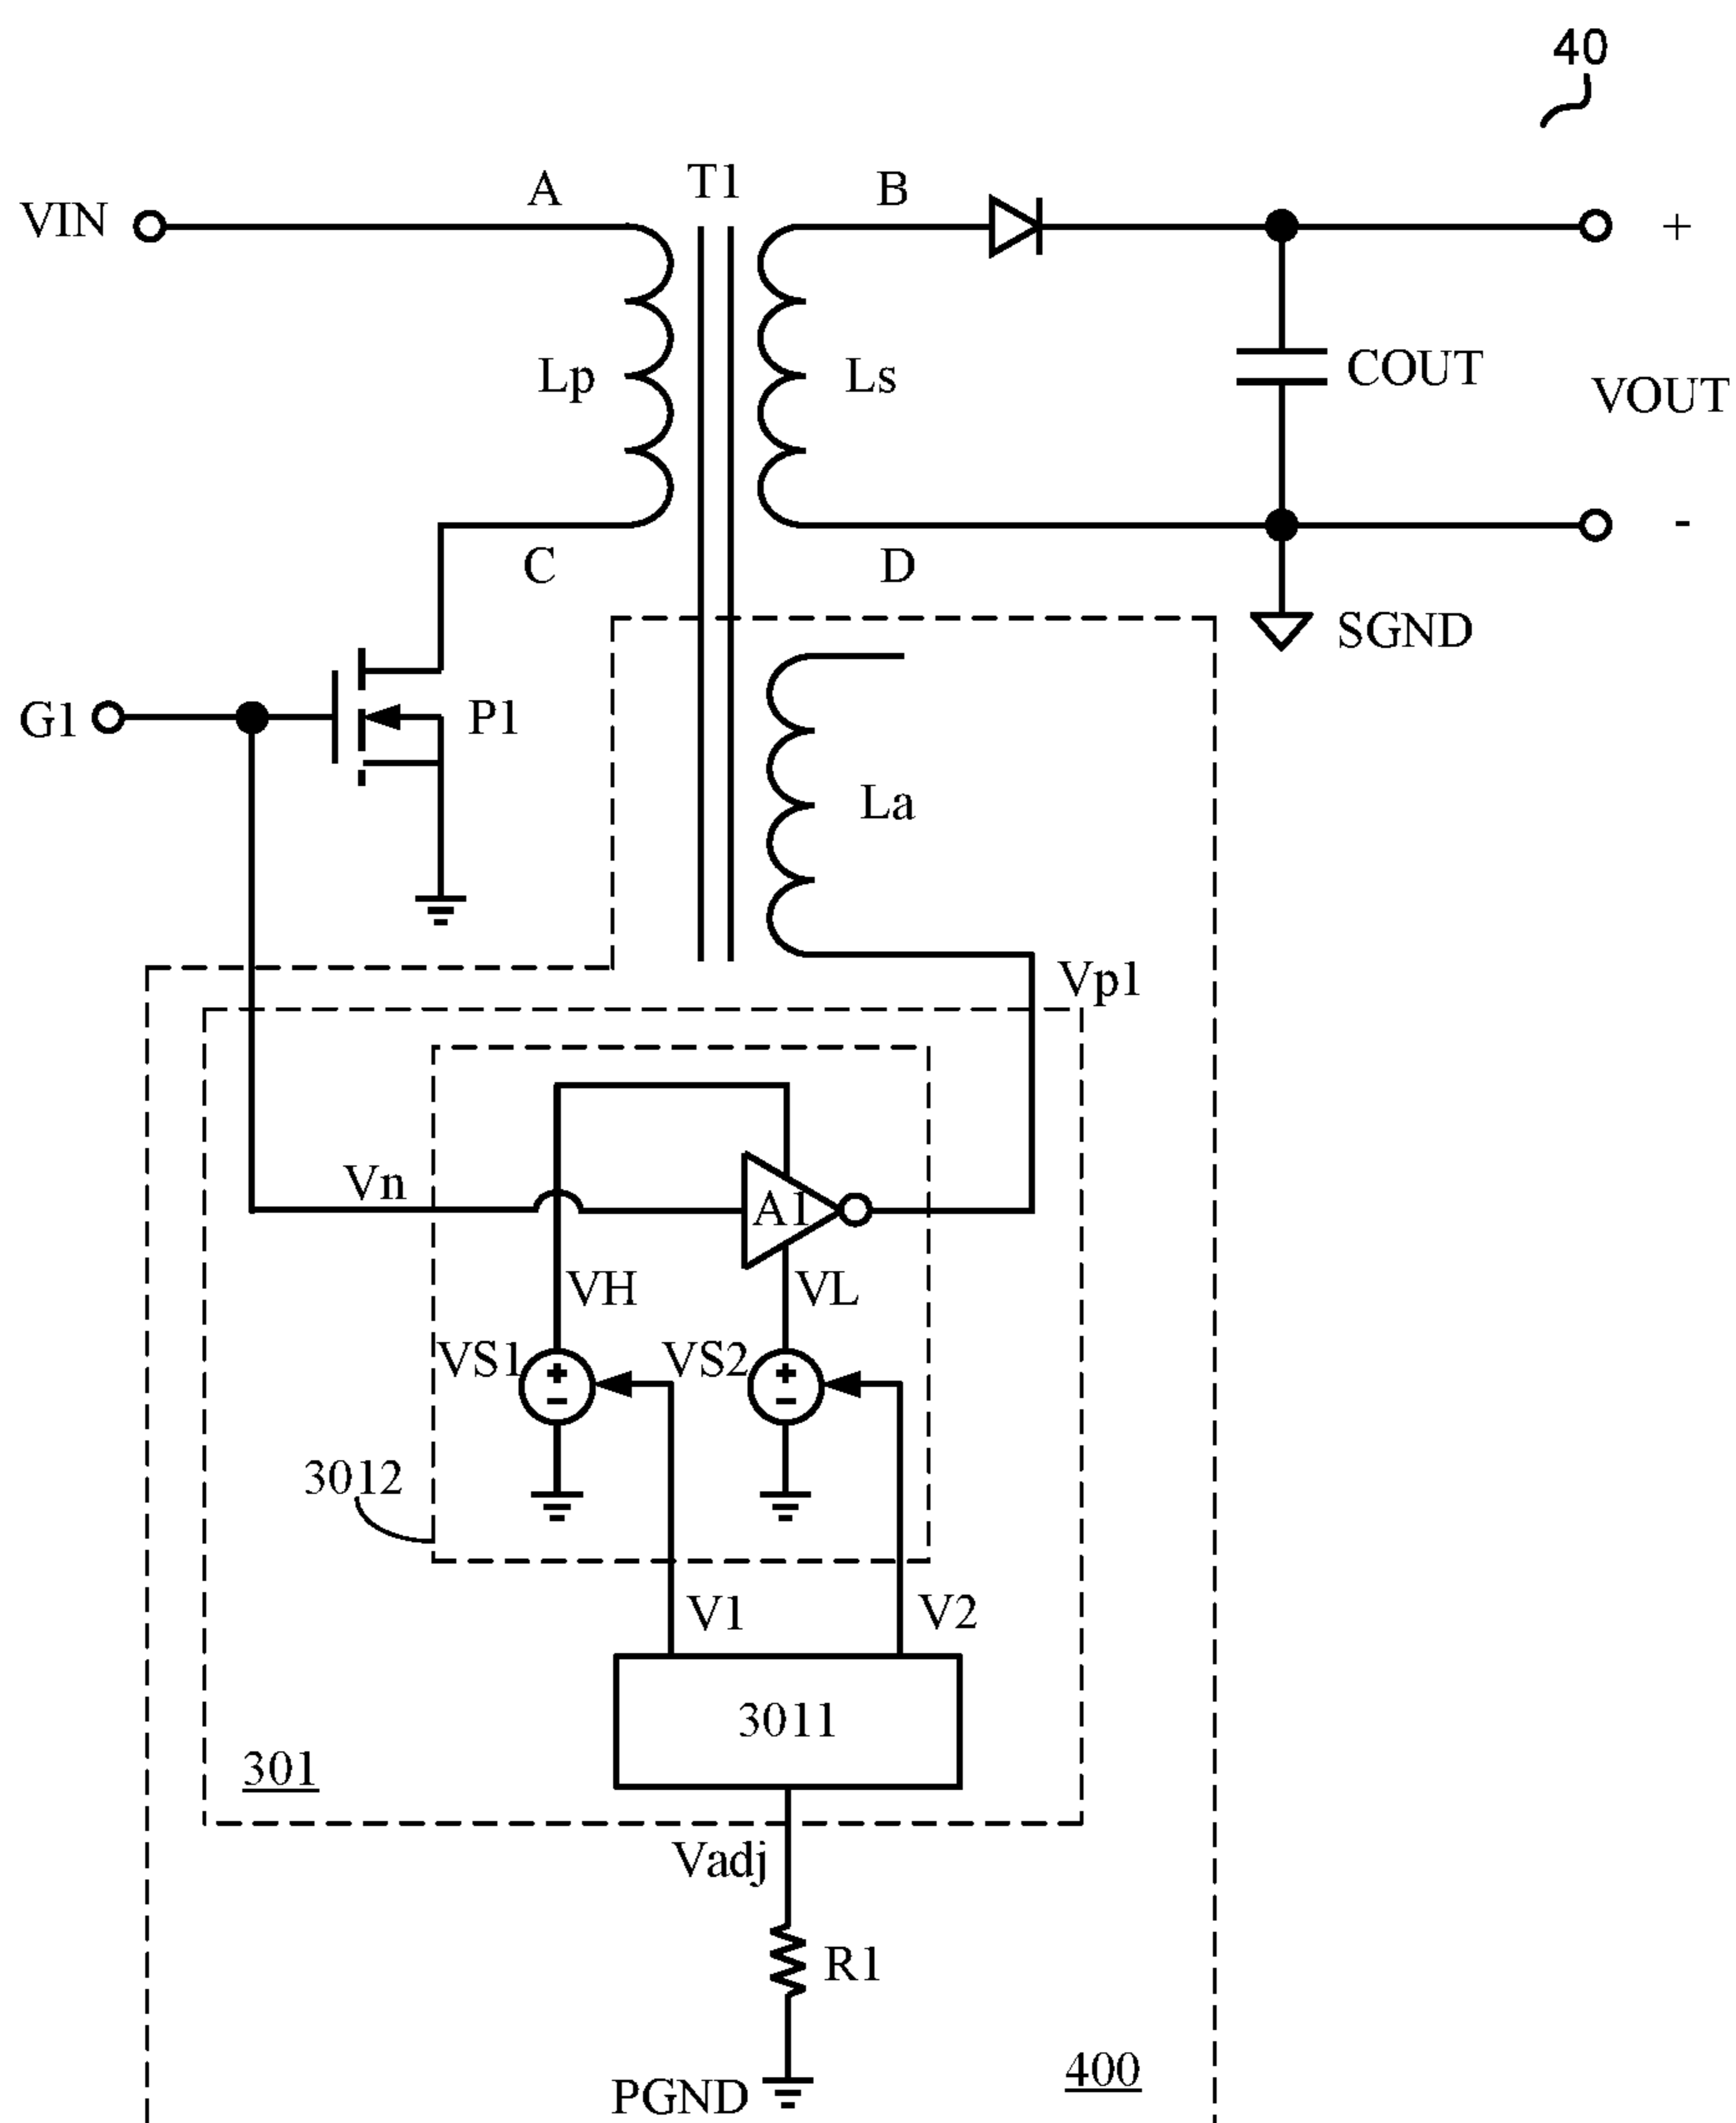 40
A
T1
B
VIN
+
Lp
Ls
COUT
VOUT
C
D
-
SGND
G1
P1
La
Vp1
Vn
A1
VH
VL
VS1
+
-
VS2
+
-
3012
V1
V2
3011
301
Vadj
R1
400
PGND